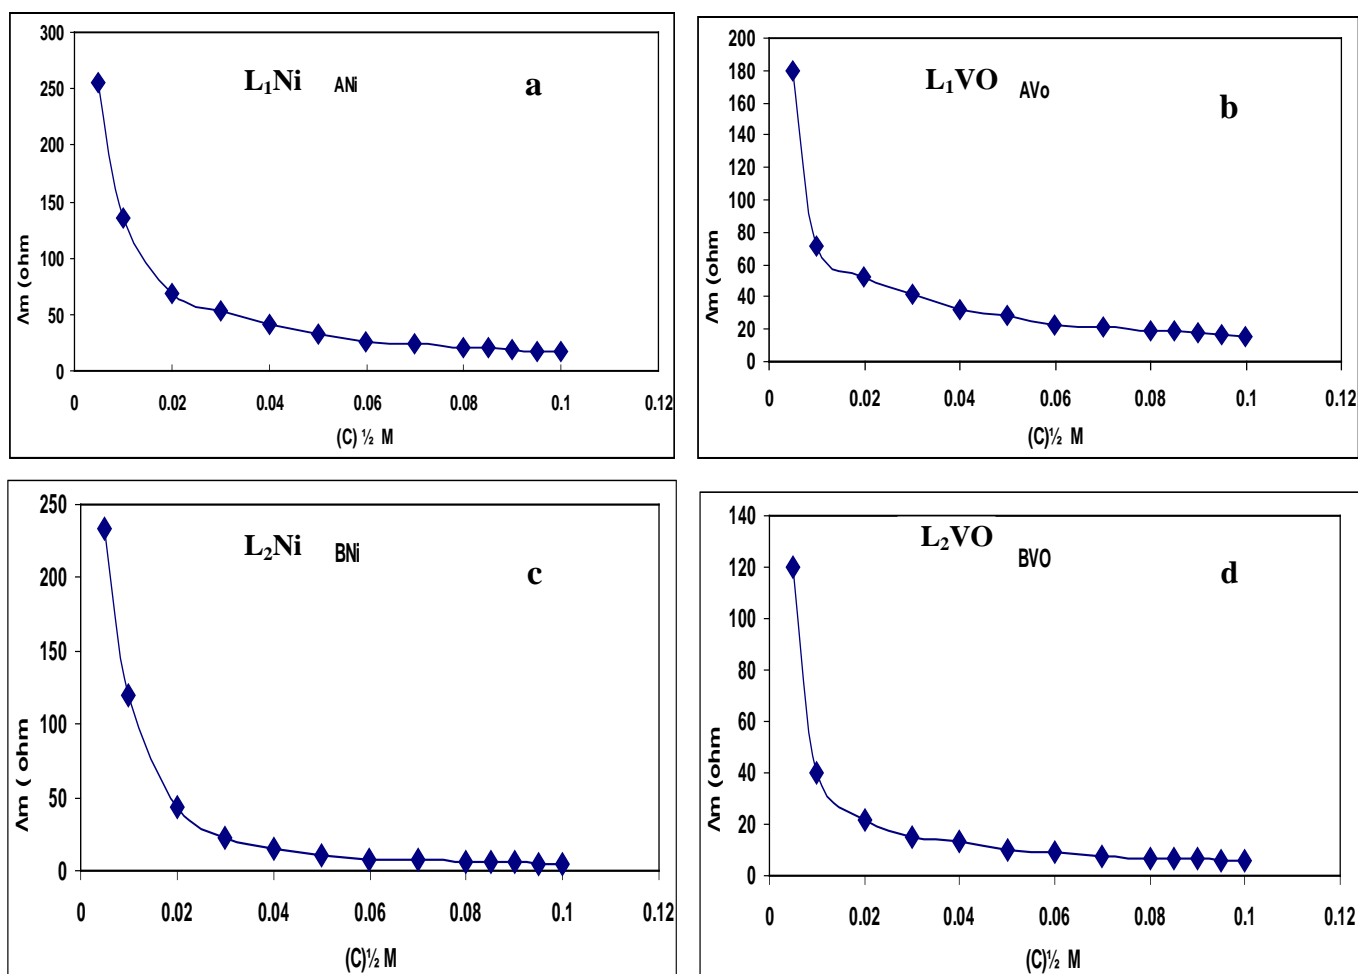 300
250
200
150
100
50
0
0 0.02 0.04 0.06 0.08 0.1 0.12
Λm (ohm
(C) ½ M
L₁Ni ANi a
200
180
160
140
120
100
80
60
40
20
0
0 0.02 0.04 0.06 0.08 0.1 0.12
Λm (ohm
(C)½ M
L₁VO AVo b
250
200
150
100
50
0
0 0.02 0.04 0.06 0.08 0.1 0.12
Λm ( ohm
(C)½ M
L₂Ni BNi c
140
120
100
80
60
40
20
0
0 0.02 0.04 0.06 0.08 0.1 0.12
Λm (ohm
(C)½ M
L₂VO BVO d